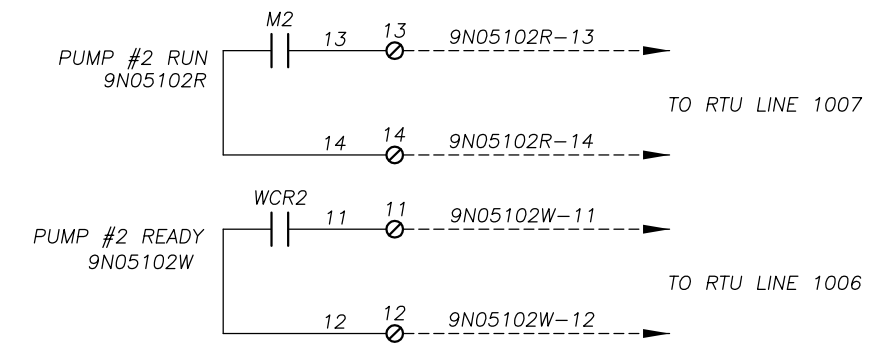 M2
13
13
9N05102R-13
PUMP #2 RUN
9N05102R
TO RTU LINE 1007
14
14
9N05102R-14
WCR2
11
11
9N05102W-11
PUMP #2 READY
9N05102W
TO RTU LINE 1006
12
12
9N05102W-12